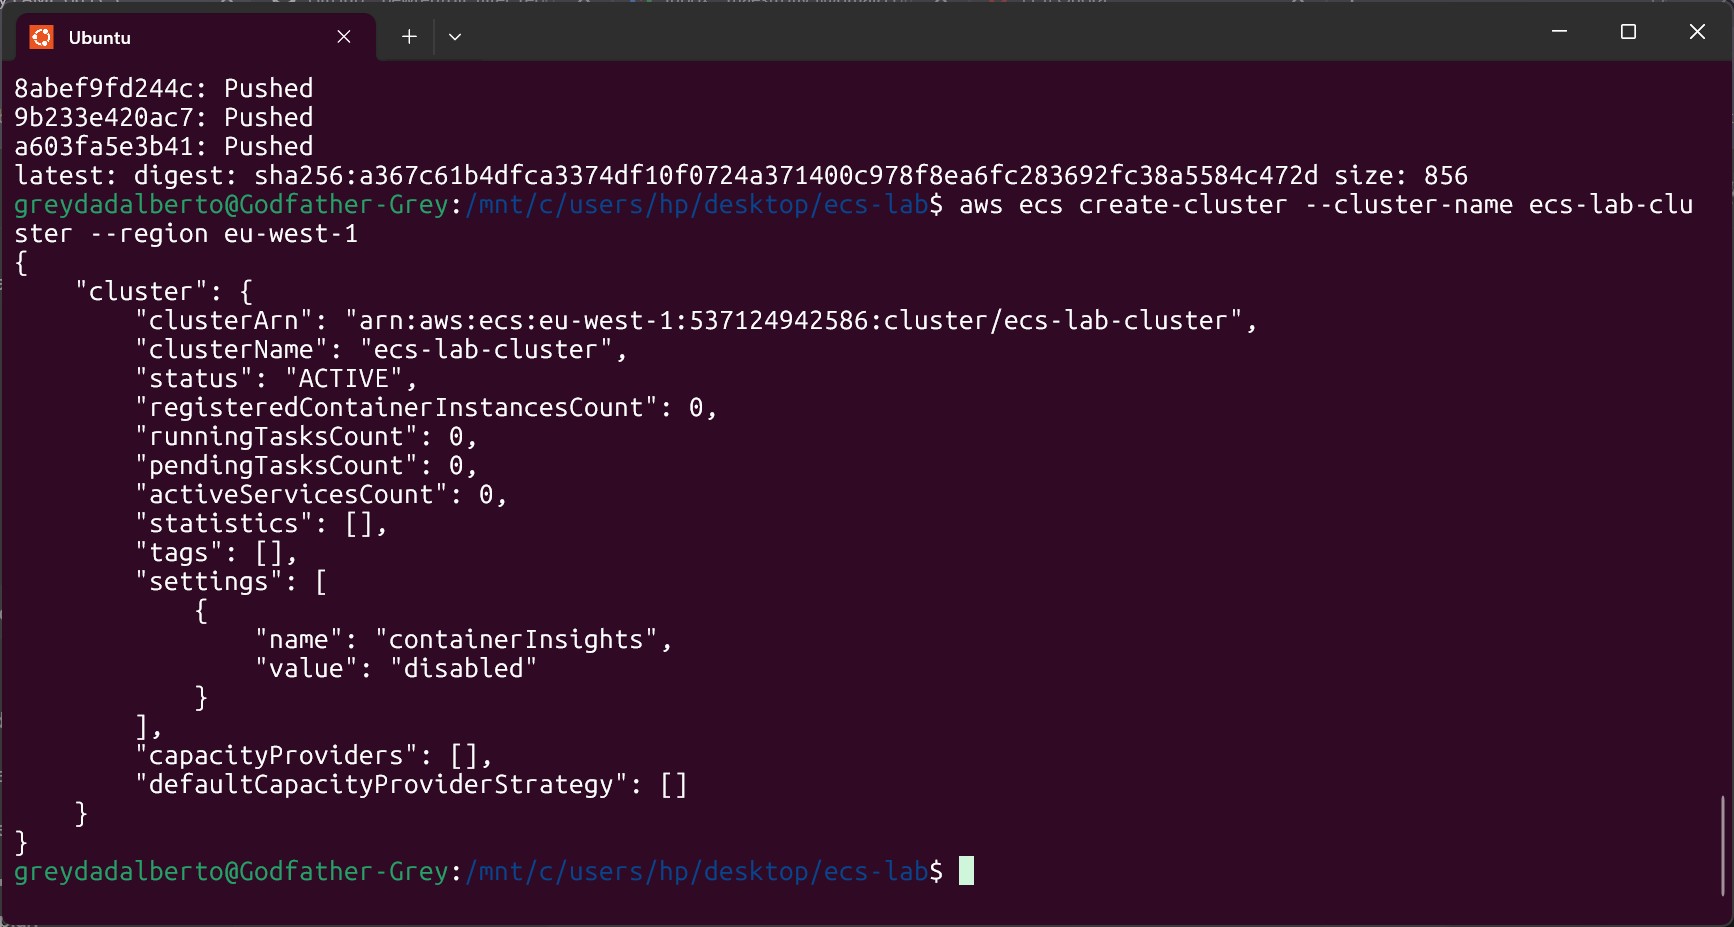 Ubuntu
8abef9fd244c: Pushed
9b233e420ac7: Pushed
a603fa5e3b41: Pushed
latest: digest: sha256:a367c61b4dfca3374df10f0724a371400c978f8ea6fc283692fc38a5584c472d size: 856
greydadalberto@Godfather-Grey:/mnt/c/users/hp/desktop/ecs-lab$ aws ecs create-cluster --cluster-name ecs-lab-clu
ster --region eu-west-1
{
    "cluster": {
        "clusterArn": "arn:aws:ecs:eu-west-1:537124942586:cluster/ecs-lab-cluster",
        "clusterName": "ecs-lab-cluster",
        "status": "ACTIVE",
        "registeredContainerInstancesCount": 0,
        "runningTasksCount": 0,
        "pendingTasksCount": 0,
        "activeServicesCount": 0,
        "statistics": [],
        "tags": [],
        "settings": [
            {
                "name": "containerInsights",
                "value": "disabled"
            }
        ],
        "capacityProviders": [],
        "defaultCapacityProviderStrategy": []
    }
}
greydadalberto@Godfather-Grey:/mnt/c/users/hp/desktop/ecs-lab$